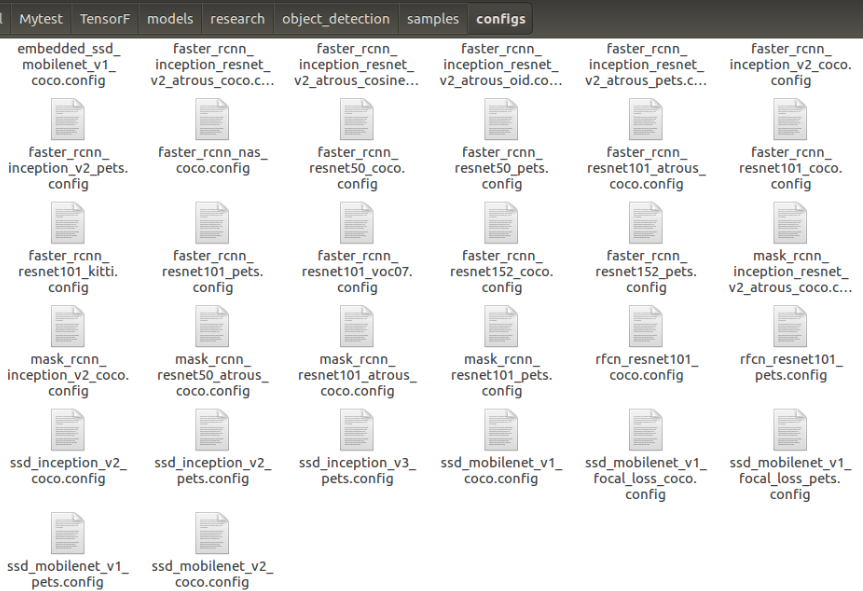 l Mytest TensorF models research object_detection samples configs
embedded_ssd_
mobilenet_v1_
coco.config
faster_rcnn_
inception_resnet_
v2_atrous_coco.c...
faster_rcnn_
inception_resnet_
v2_atrous_cosine...
faster_rcnn_
inception_resnet_
v2_atrous_oid.co...
faster_rcnn_
inception_resnet_
v2_atrous_pets.c...
faster_rcnn_
inception_v2_coco.
config
faster_rcnn_
inception_v2_pets.
config
faster_rcnn_nas_
coco.config
faster_rcnn_
resnet50_coco.
config
faster_rcnn_
resnet50_pets.
config
faster_rcnn_
resnet101_atrous_
coco.config
faster_rcnn_
resnet101_coco.
config
faster_rcnn_
resnet101_kitti.
config
faster_rcnn_
resnet101_pets.
config
faster_rcnn_
resnet101_voc07.
config
faster_rcnn_
resnet152_coco.
config
faster_rcnn_
resnet152_pets.
config
mask_rcnn_
inception_resnet_
v2_atrous_coco.c...
mask_rcnn_
inception_v2_coco.
config
mask_rcnn_
resnet50_atrous_
coco.config
mask_rcnn_
resnet101_atrous_
coco.config
mask_rcnn_
resnet101_pets.
config
rfcn_resnet101_
coco.config
rfcn_resnet101_
pets.config
ssd_inception_v2_
coco.config
ssd_inception_v2_
pets.config
ssd_inception_v3_
pets.config
ssd_mobilenet_v1_
coco.config
ssd_mobilenet_v1_
focal_loss_coco.
config
ssd_mobilenet_v1_
focal_loss_pets.
config
ssd_mobilenet_v1_
pets.config
ssd_mobilenet_v2_
coco.config